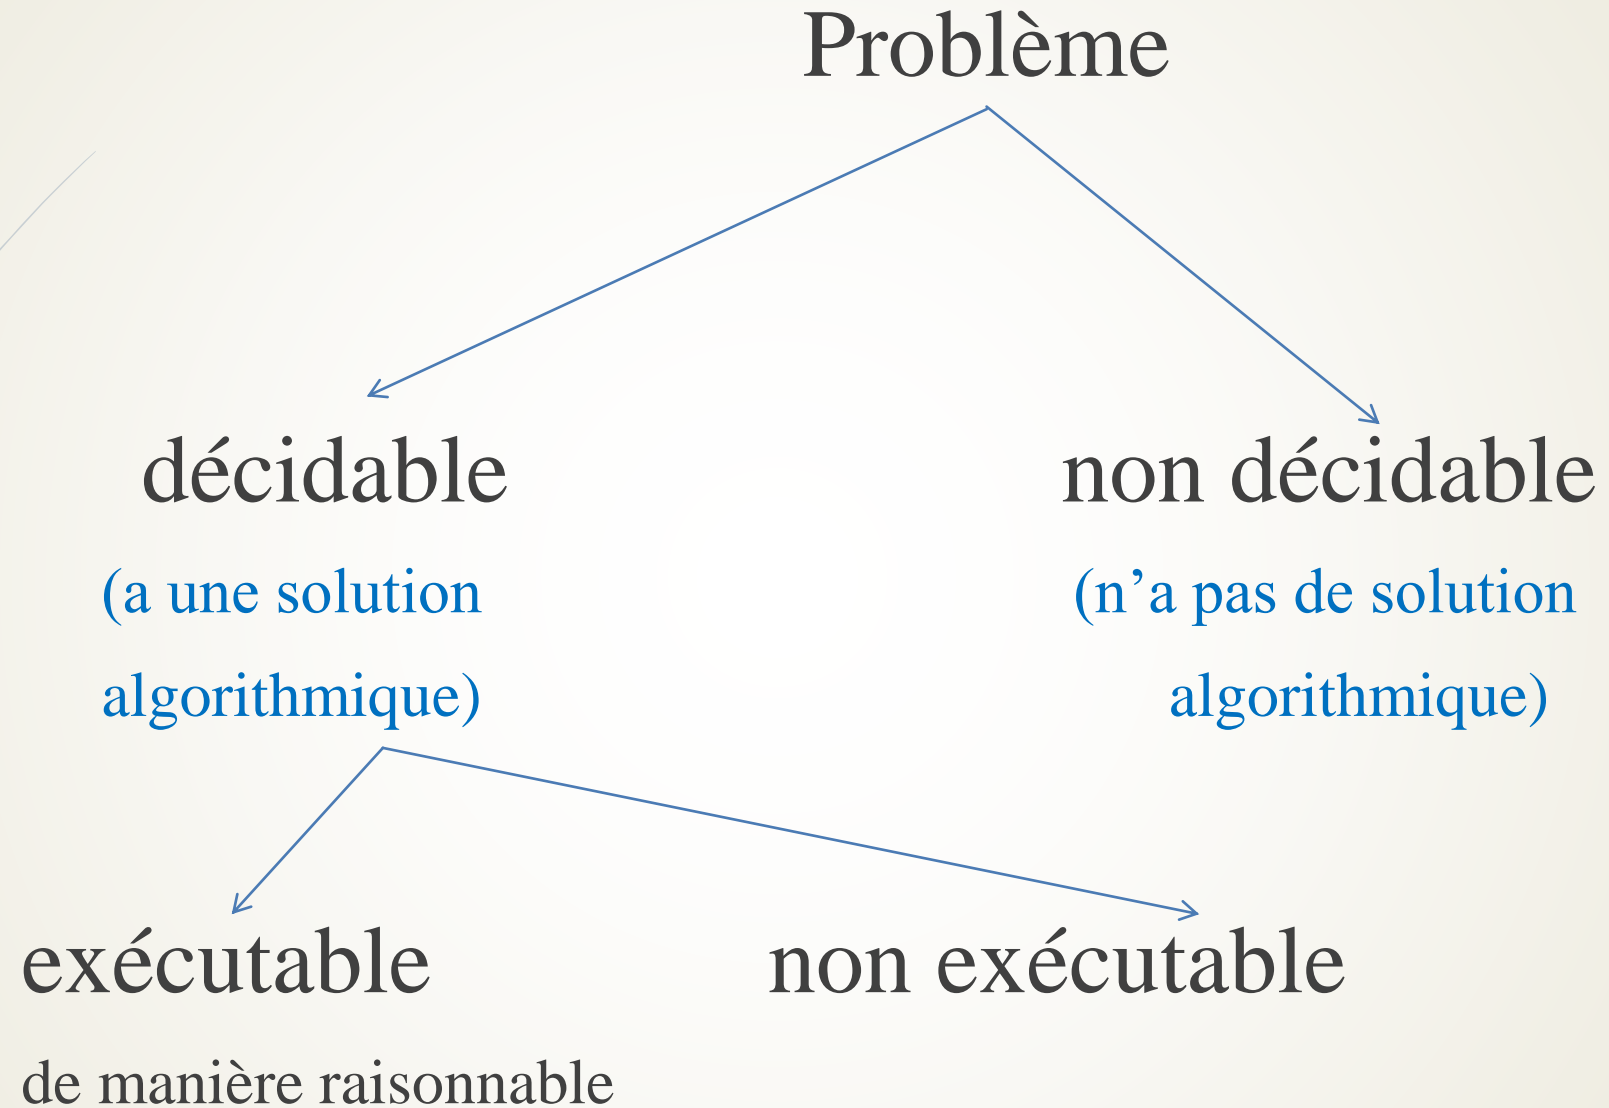 Problème
décidable
non décidable
(a une solution
(n’a pas de solution
algorithmique)
algorithmique)
exécutable
non exécutable
de manière raisonnable